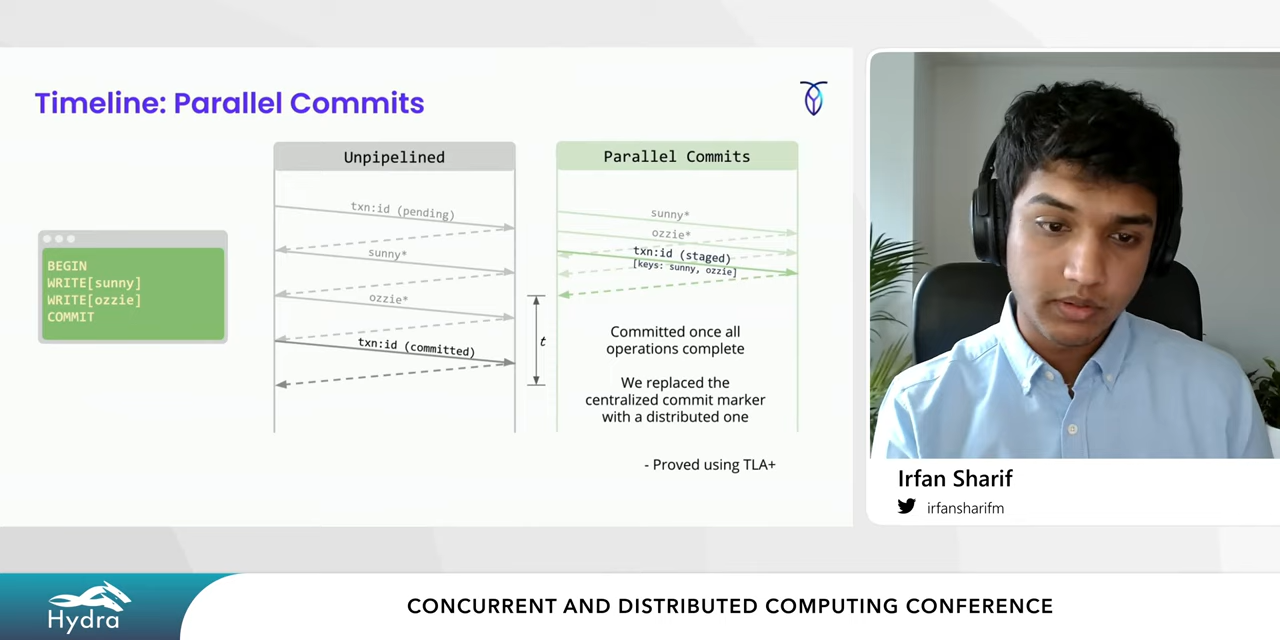 Timeline: Parallel Commits
BEGIN
WRITE[sunny]
WRITE[ozzie]
COMMIT
Unpipelined
txn:id (pending)
sunny*
ozzie*
txn:id (committed)
t
Parallel Commits
sunny*
ozzie*
txn:id (staged)
[keys: sunny, ozzie]
Committed once all
operations complete
We replaced the
centralized commit marker
with a distributed one
- Proved using TLA+
Irfan Sharif
irfansharifm
Hydra
CONCURRENT AND DISTRIBUTED COMPUTING CONFERENCE